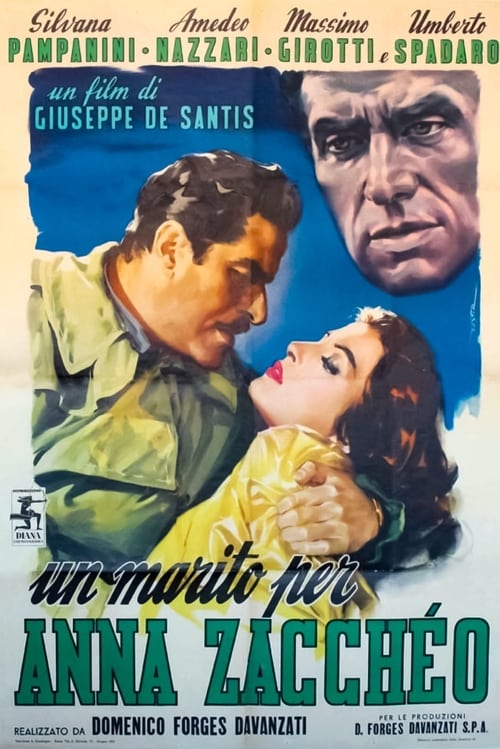 Silvana Amedeo Massimo Umberto
PAMPANINI · NAZZARI · GIROTTI e SPADARO
un film di
GIUSEPPE DE SANTIS
DIANA
un marito per
ANNA ZACCHÉO
REALIZZATO DA DOMENICO FORGES DAVANZATI
PER LE PRODUZIONI
D. FORGES DAVANZATI S.P.A.